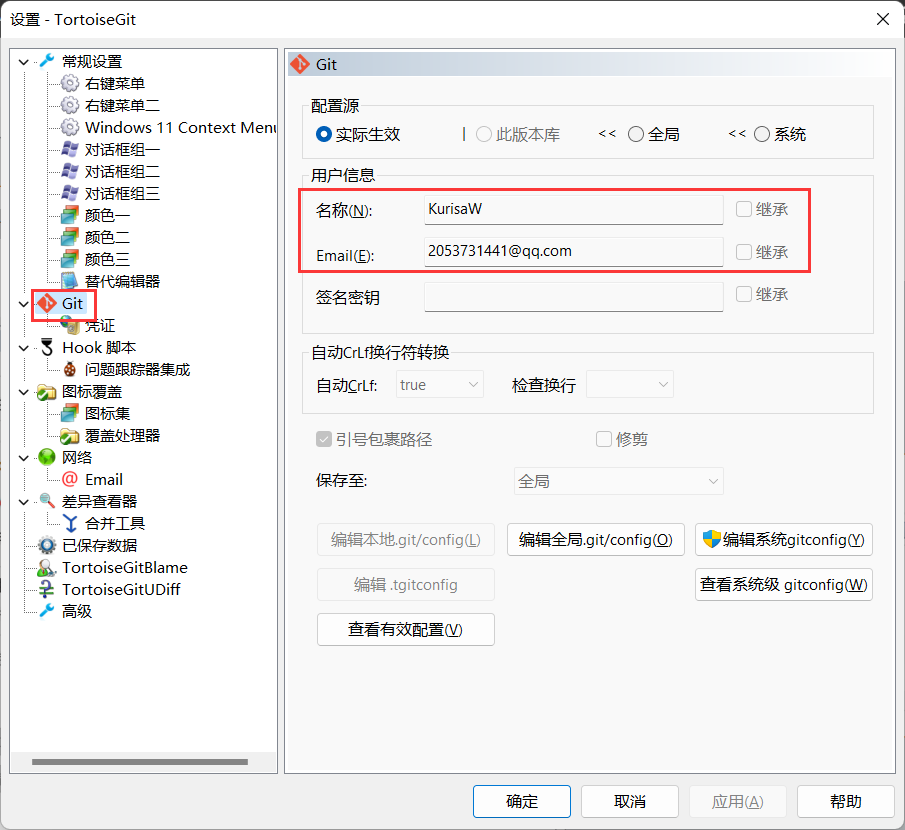 设置 - TortoiseGit
常规设置
右键菜单
右键菜单二
Windows 11 Context Menu
对话框组一
对话框组二
对话框组三
颜色一
颜色二
颜色三
替代编辑器
Git
凭证
Hook 脚本
问题跟踪器集成
图标覆盖
图标集
覆盖处理器
网络
Email
差异查看器
合并工具
已保存数据
TortoiseGitBlame
TortoiseGitUDiff
高级
Git
配置源
实际生效 | 此版本库 << 全局 << 系统
用户信息
名称(N): KurisaW 继承
Email(E): 2053731441@qq.com 继承
签名密钥 继承
自动CrLf换行符转换
自动CrLf: true 检查换行
引号包裹路径 修剪
保存至: 全局
编辑本地.git/config(L) 编辑全局.git/config(O) 编辑系统gitconfig(Y)
编辑 .tgitconfig 查看系统级 gitconfig(W)
查看有效配置(V)
确定 取消 应用(A) 帮助